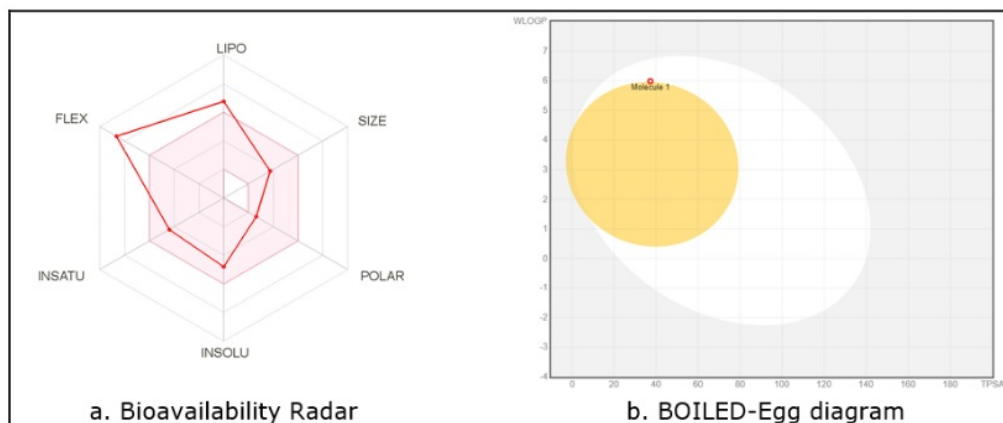 LIPO
FLEX
SIZE
INSATU
POLAR
INSOLU
a. Bioavailability Radar
WLOGP
7
6
Molecule 1
5
4
3
2
1
0
-1
-2
-3
-4
0 20 40 60 80 100 120 140 160 180 TPSA
b. BOILED-Egg diagram